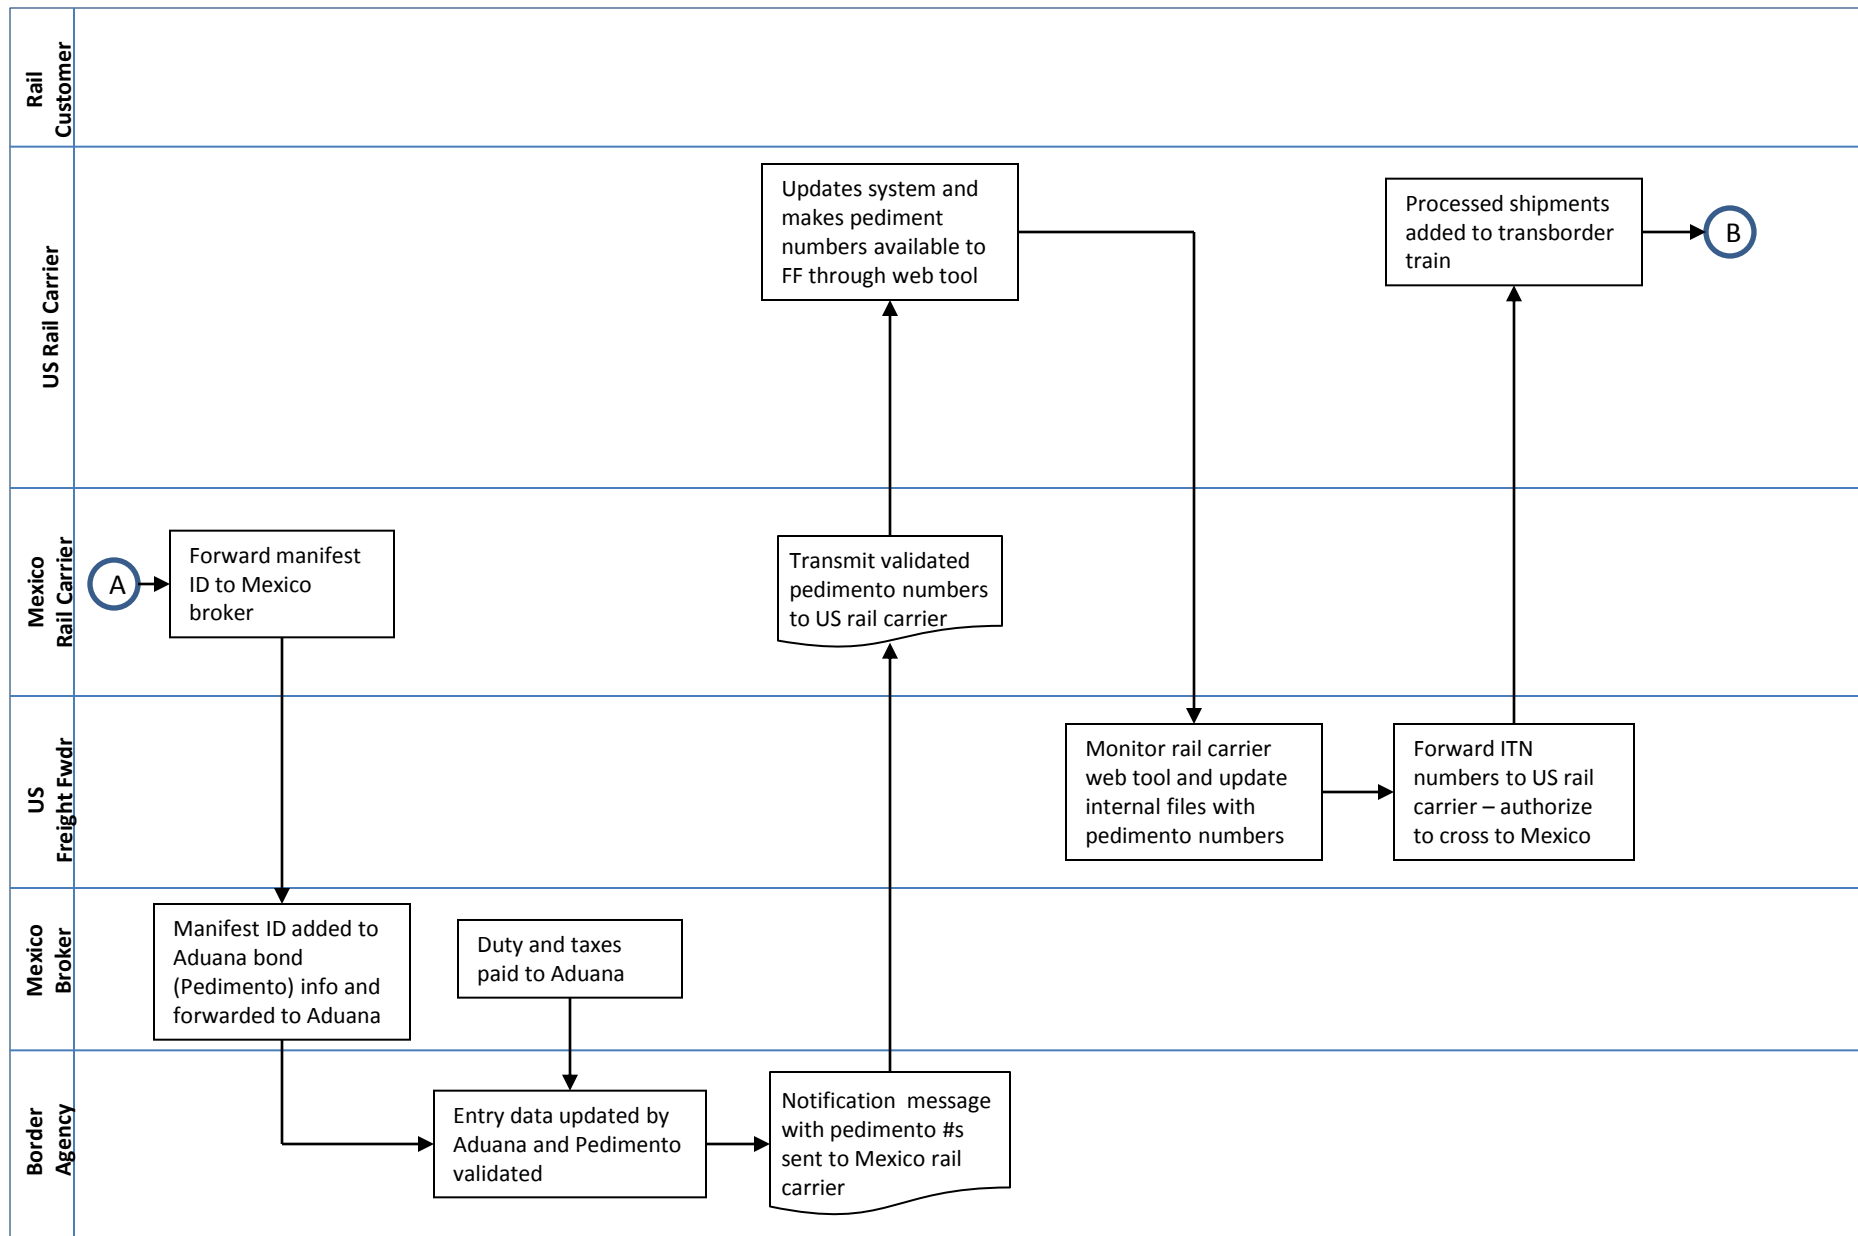 Rail
Customer
US Rail Carrier
Updates system and
makes pediment
numbers available to
FF through web tool
Processed shipments
added to transborder
train
B
Mexico
Rail Carrier
A
Forward manifest
ID to Mexico
broker
Transmit validated
pedimento numbers
to US rail carrier
US
Freight Fwdr
Monitor rail carrier
web tool and update
internal files with
pedimento numbers
Forward ITN
numbers to US rail
carrier – authorize
to cross to Mexico
Mexico
Broker
Manifest ID added to
Aduana bond
(Pedimento) info and
forwarded to Aduana
Duty and taxes
paid to Aduana
Border
Agency
Entry data updated by
Aduana and Pedimento
validated
Notification  message
with pedimento #s
sent to Mexico rail
carrier